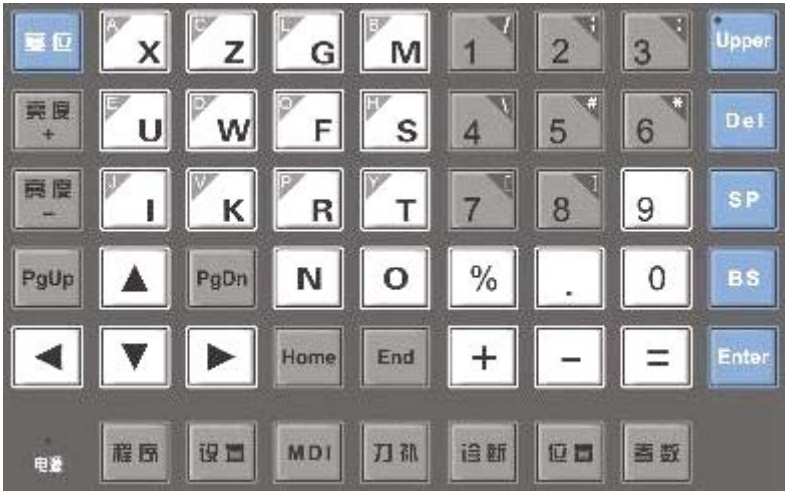 复位 A X C Z L G B M / 1 ; 2 : 3 Upper
亮度 + E U D W Q F H S \ 4 # 5 * 6 Del
亮度 - J I V K P R Y T [ 7 ] 8 9 SP
PgUp PgDn N O % . 0 BS
Home End + - = Enter
电源 程序 设置 MDI 刀补 诊断 位置 参数